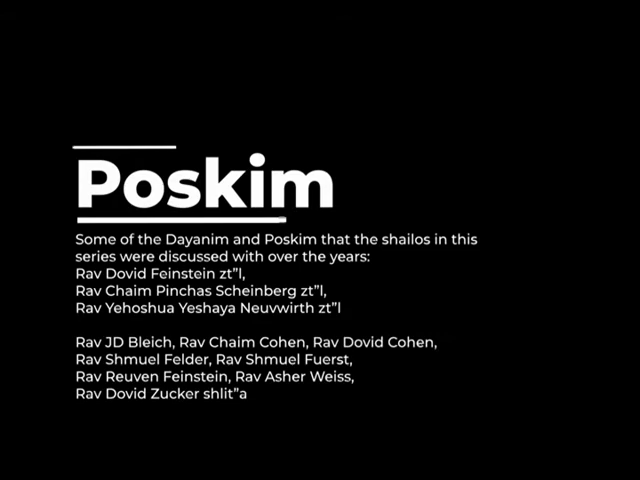 Poskim
Some of the Dayanim and Poskim that the shailos in this
series were discussed with over the years:
Rav Dovid Feinstein zt”l,
Rav Chaim Pinchas Scheinberg zt”l,
Rav Yehoshua Yeshaya Neuvwirth zt”l
Rav JD Bleich, Rav Chaim Cohen, Rav Dovid Cohen,
Rav Shmuel Felder, Rav Shmuel Fuerst,
Rav Reuven Feinstein, Rav Asher Weiss,
Rav Dovid Zucker shlit”a